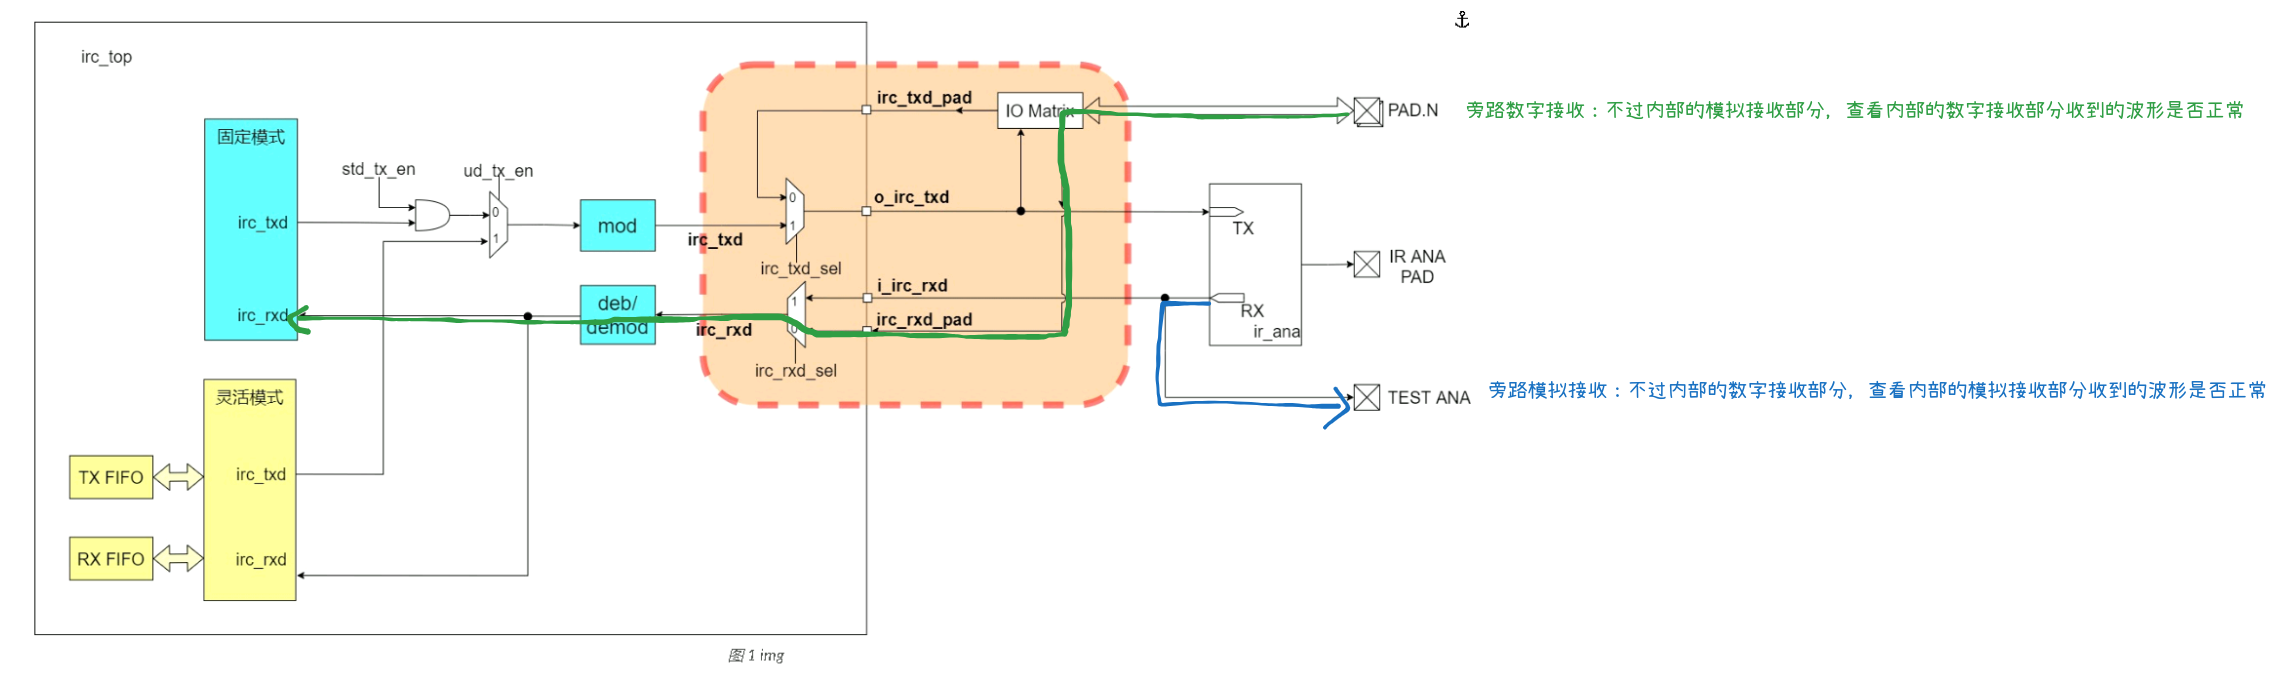 irc_top
irc_txd_pad
IO Matrix
PAD.N
旁路数字接收：不过内部的模拟接收部分，查看内部的数字接收部分收到的波形是否正常
固定模式
std_tx_en
ud_tx_en
0
1
irc_txd
mod
irc_txd
0
1
irc_txd_sel
o_irc_txd
TX
IR ANA
PAD
i_irc_rxd
1
0
irc_rxd_pad
RX
ir_ana
irc_rxd
deb/
demod
irc_rxd
irc_rxd_sel
TEST ANA
旁路模拟接收：不过内部的数字接收部分，查看内部的模拟接收部分收到的波形是否正常
灵活模式
TX FIFO
irc_txd
RX FIFO
irc_rxd
图 1 img